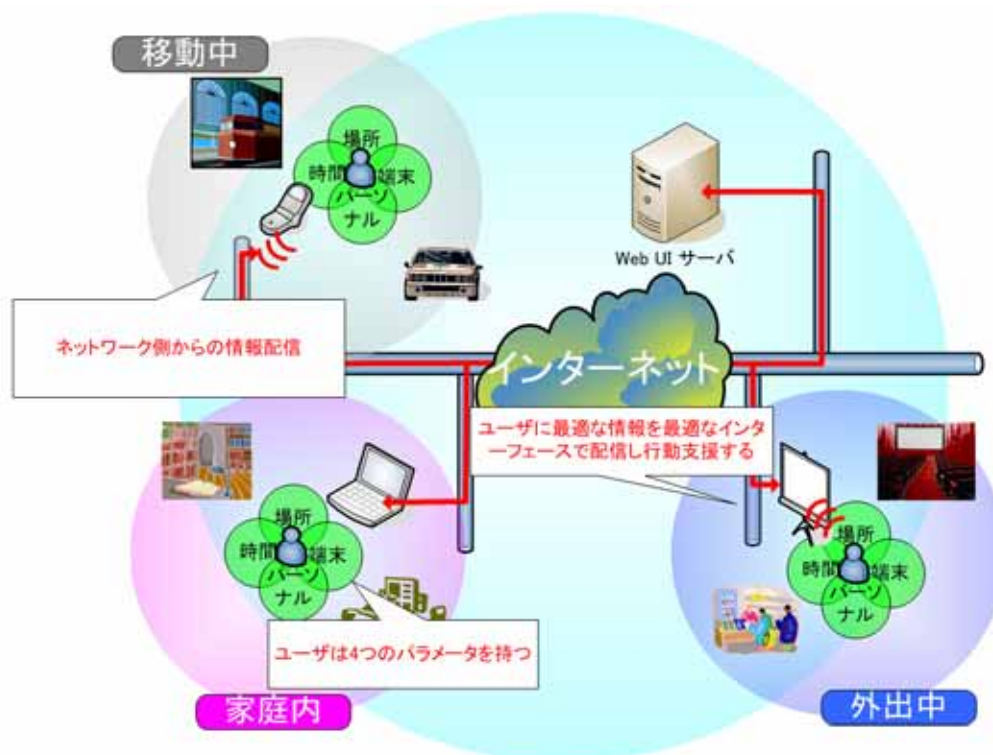 移動中
場所
時間
端末
パーソ
ナル
Web UI サーバ
ネットワーク側からの情報配信
インターネット
ユーザに最適な情報を最適なインタ
ーフェースで配信し行動支援する
場所
時間
端末
パーソ
ナル
場所
時間
端末
パーソ
ナル
ユーザは4つのパラメータを持つ
家庭内
外出中